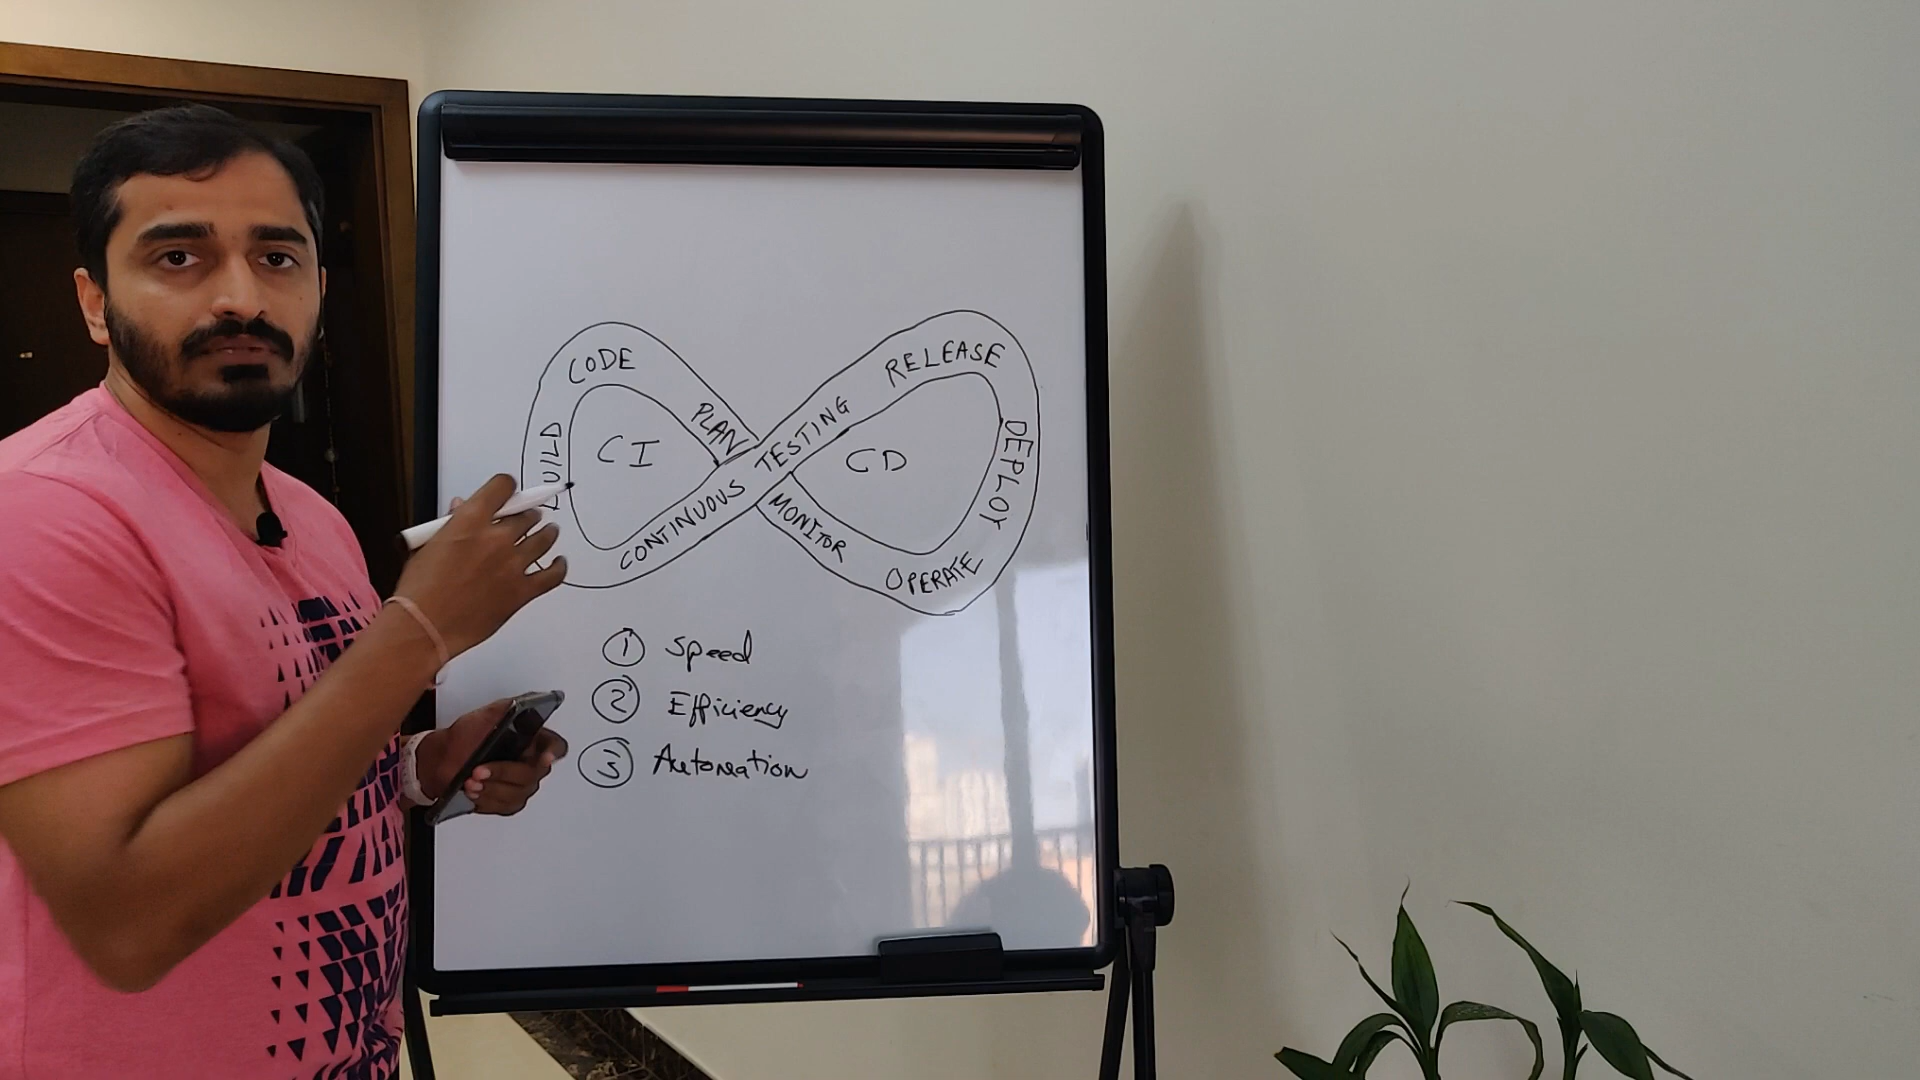 CODE
PLAN
BUILD
CI
CONTINUOUS TESTING
RELEASE
DEPLOY
CD
MONITOR
OPERATE
1 Speed
2 Efficiency
3 Automation